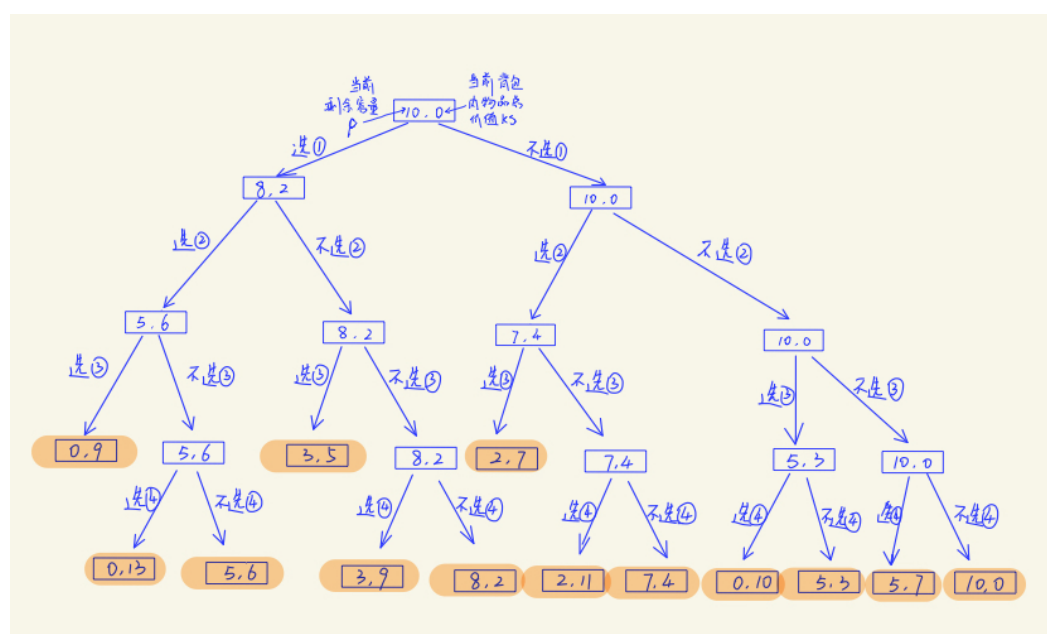 当前
剩余容量
P
10.0
当前背包
内物品总
价值ks
选①
不选①
8.2
10.0
选②
不选②
选②
不选②
5.6
8.2
7.4
10.0
选③
不选③
选③
不选③
选③
不选③
选③
不选③
0.9
5.6
3.5
8.2
2.7
7.4
5.3
10.0
选④
不选④
选④
不选④
选④
不选④
选④
不选④
选④
不选④
0.13
5.6
3.9
8.2
2.11
7.4
0.10
5.3
5.7
10.0